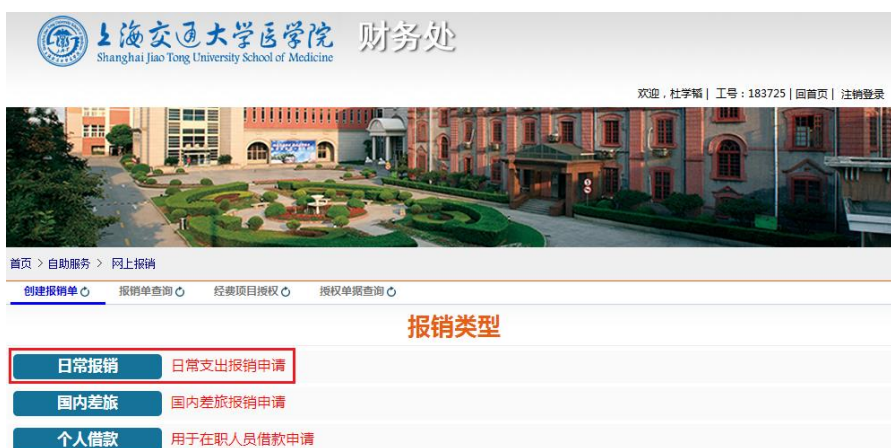 上海交通大学医学院 财务处
Shanghai Jiao Tong University School of Medicine
欢迎，杜学韬 | 工号：183725 | 回首页 | 注销登录
首页 > 自助服务 > 网上报销
创建报销单 报销单查询 经费项目授权 授权单据查询
报销类型
日常报销 日常支出报销申请
国内差旅 国内差旅报销申请
个人借款 用于在职人员借款申请